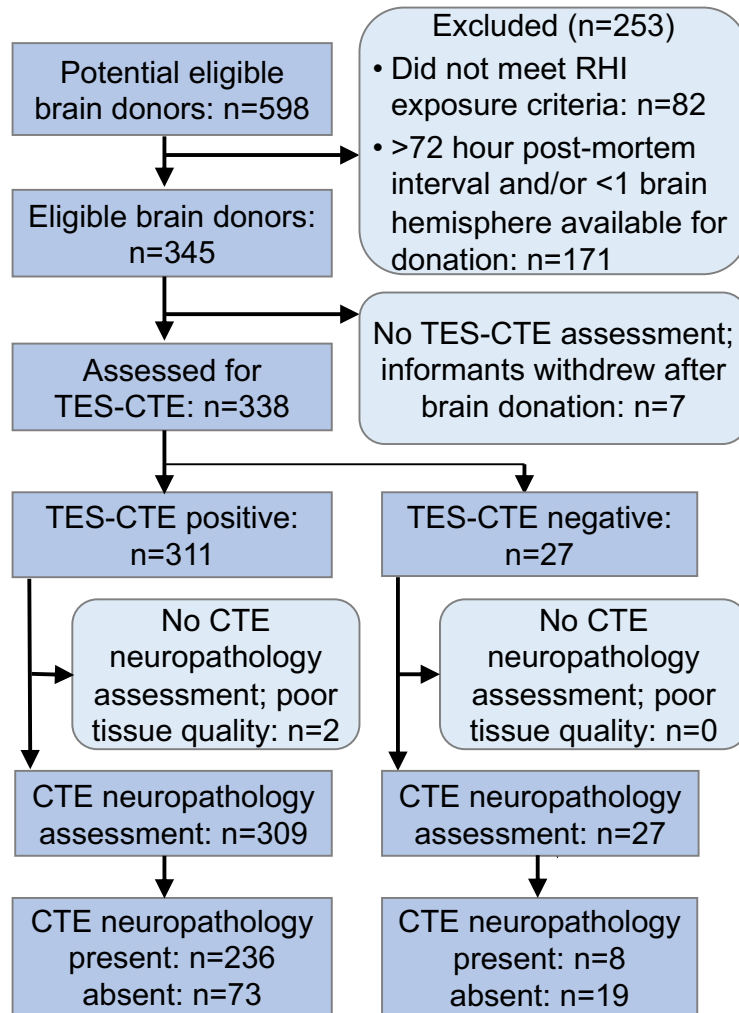 Potential eligible
brain donors: n=598
Excluded (n=253)
• Did not meet RHI
exposure criteria: n=82
• >72 hour post-mortem
interval and/or <1 brain
hemisphere available for
donation: n=171
Eligible brain donors:
n=345
No TES-CTE assessment;
informants withdrew after
brain donation: n=7
Assessed for
TES-CTE: n=338
TES-CTE positive:
n=311
TES-CTE negative:
n=27
No CTE
neuropathology
assessment; poor
tissue quality: n=2
No CTE
neuropathology
assessment; poor
tissue quality: n=0
CTE neuropathology
assessment: n=309
CTE neuropathology
assessment: n=27
CTE neuropathology
present: n=236
absent: n=73
CTE neuropathology
present: n=8
absent: n=19